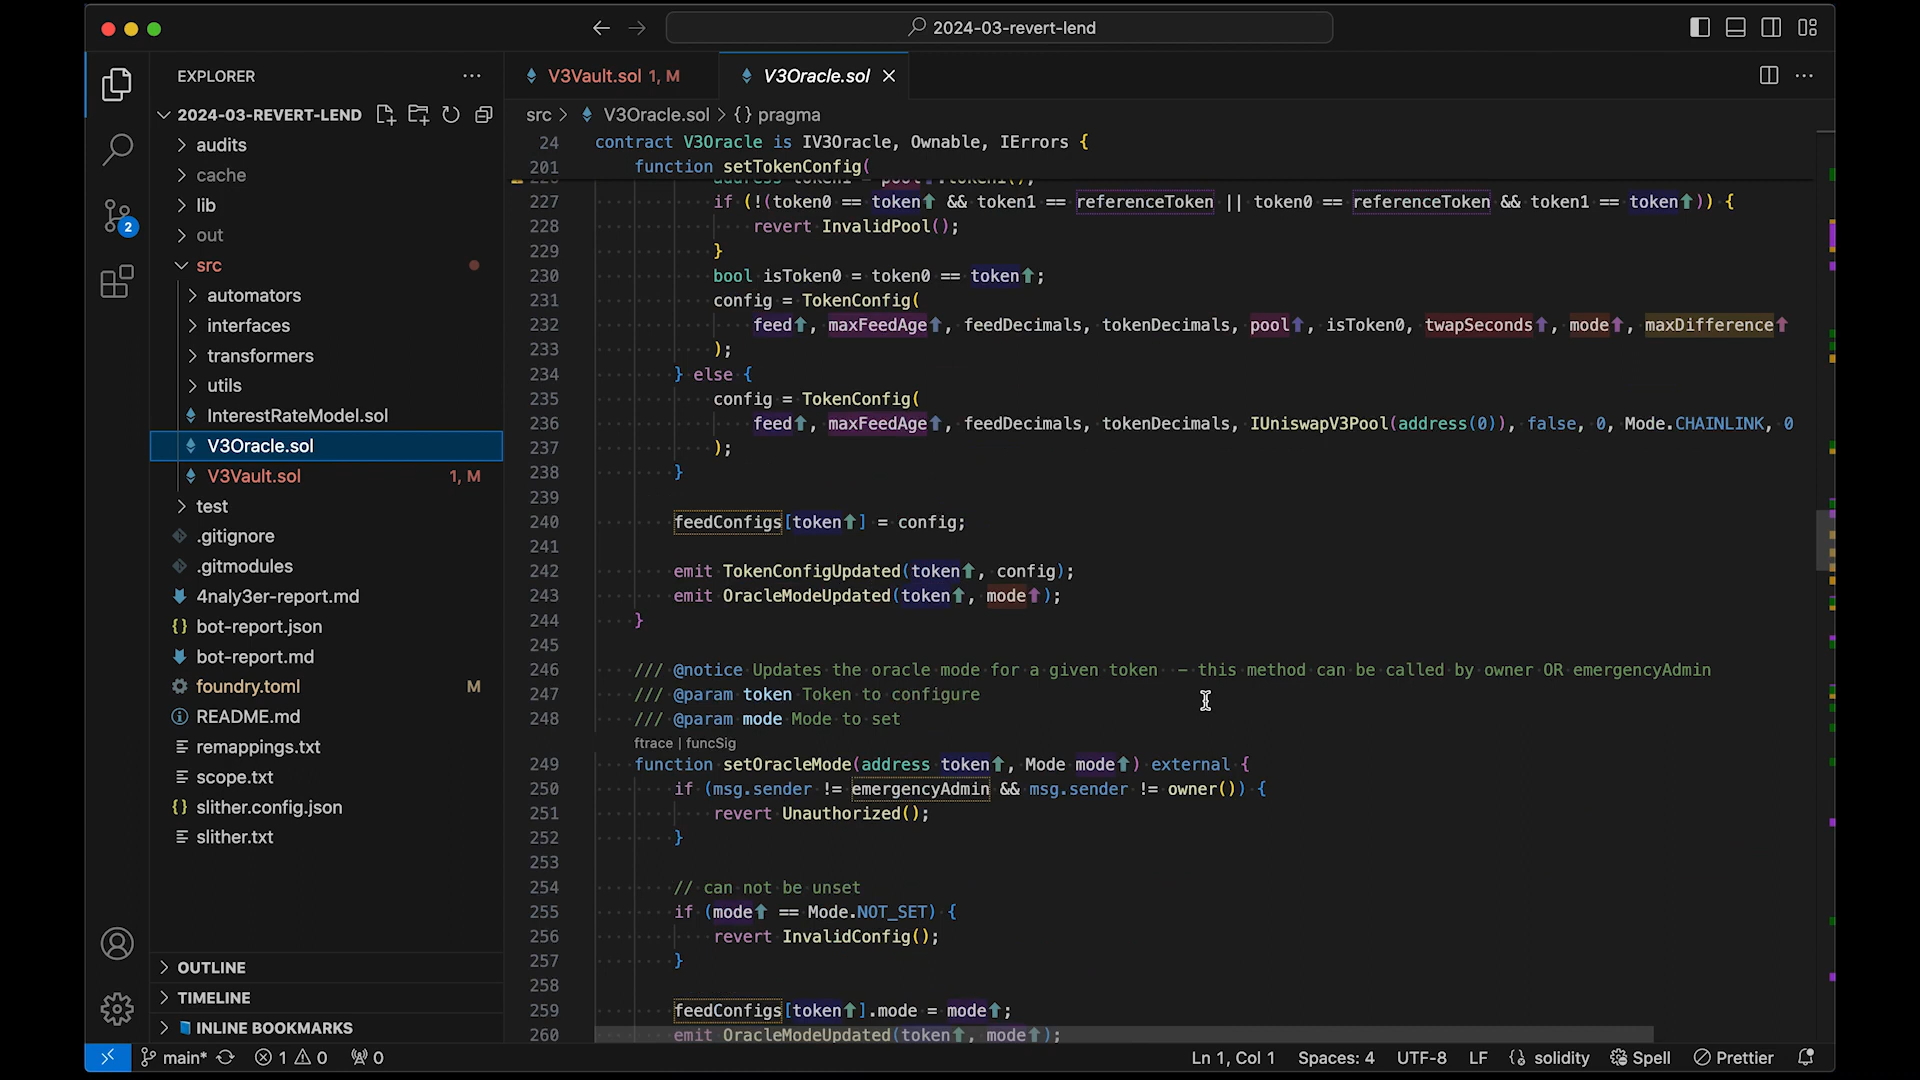 2024-03-revert-lend
EXPLORER
2024-03-REVERT-LEND
audits
cache
lib
out
src
automators
interfaces
transformers
utils
InterestRateModel.sol
V3Oracle.sol
V3Vault.sol 1, M
test
.gitignore
.gitmodules
4naly3er-report.md
bot-report.json
bot-report.md
foundry.toml M
README.md
remappings.txt
scope.txt
slither.config.json
slither.txt
OUTLINE
TIMELINE
INLINE BOOKMARKS
V3Vault.sol 1, M
V3Oracle.sol
src > V3Oracle.sol > {} pragma
24 contract V3Oracle is IV3Oracle, Ownable, IErrors {
201 function setTokenConfig(
227 if (!(token0 == token && token1 == referenceToken || token0 == referenceToken && token1 == token)) {
228 revert InvalidPool();
229 }
230 bool isToken0 = token0 == token;
231 config = TokenConfig(
232 feed, maxFeedAge, feedDecimals, tokenDecimals, pool, isToken0, twapSeconds, mode, maxDifference
233 );
234 } else {
235 config = TokenConfig(
236 feed, maxFeedAge, feedDecimals, tokenDecimals, IUniswapV3Pool(address(0)), false, 0, Mode.CHAINLINK, 0
237 );
238 }
239
240 feedConfigs[token] = config;
241
242 emit TokenConfigUpdated(token, config);
243 emit OracleModeUpdated(token, mode);
244 }
245
246 /// @notice Updates the oracle mode for a given token  - this method can be called by owner OR emergencyAdmin
247 /// @param token Token to configure
248 /// @param mode Mode to set
ftrace | funcSig
249 function setOracleMode(address token, Mode mode) external {
250 if (msg.sender != emergencyAdmin && msg.sender != owner()) {
251 revert Unauthorized();
252 }
253
254 // can not be unset
255 if (mode == Mode.NOT_SET) {
256 revert InvalidConfig();
257 }
258
259 feedConfigs[token].mode = mode;
260 emit OracleModeUpdated(token, mode);
2
main* 1 0 0
Ln 1, Col 1 Spaces: 4 UTF-8 LF solidity Spell Prettier